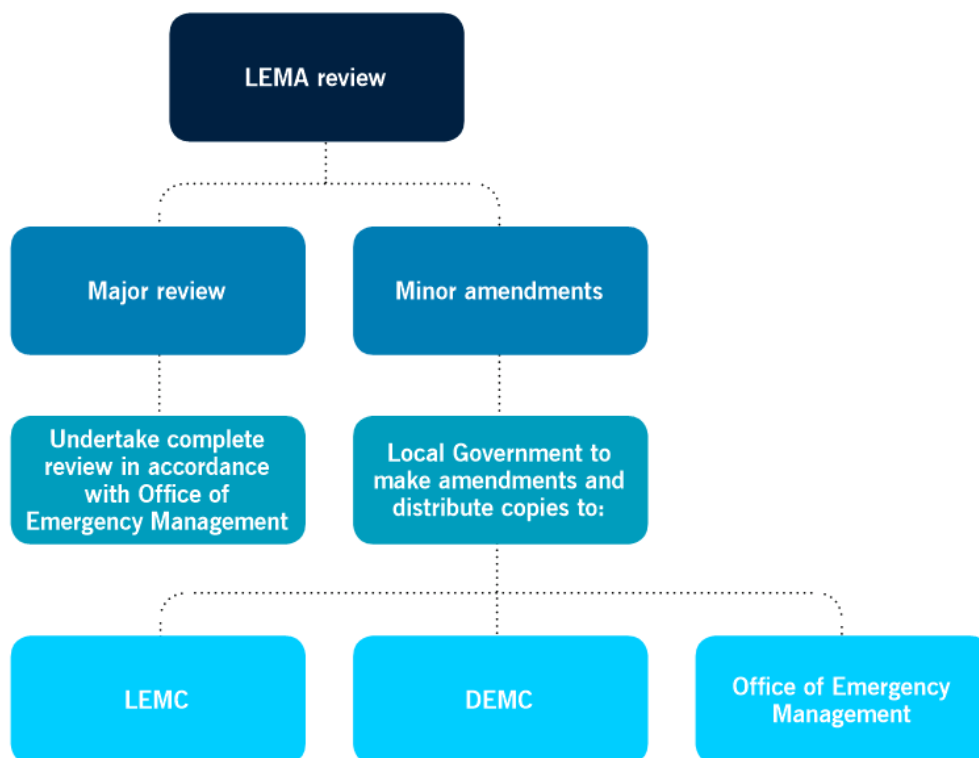 LEMA review
Major review
Minor amendments
Undertake complete
review in accordance
with Office of
Emergency Management
Local Government to
make amendments and
distribute copies to:
LEMC
DEMC
Office of Emergency
Management